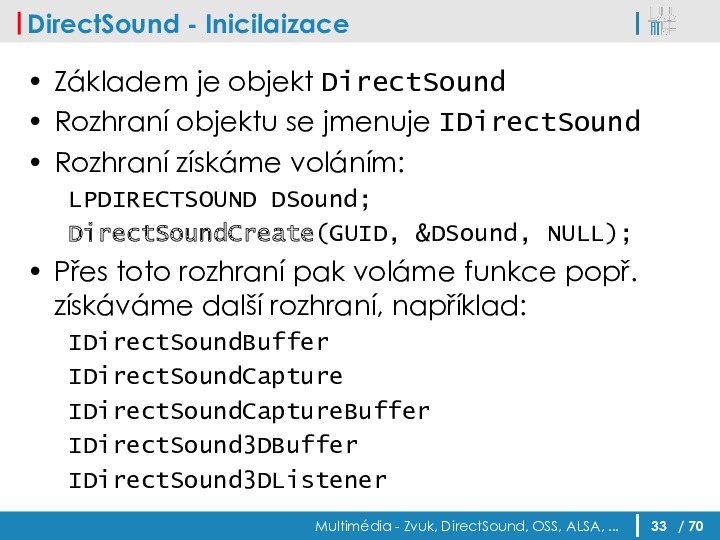 DirectSound - Inicilaizace
• Základem je objekt DirectSound
• Rozhraní objektu se jmenuje IDirectSound
• Rozhraní získáme voláním:
LPDIRECTSOUND DSound;
DirectSoundCreate(GUID, &DSound, NULL);
• Přes toto rozhraní pak voláme funkce popř.
získáváme další rozhraní, například:
IDirectSoundBuffer
IDirectSoundCapture
IDirectSoundCaptureBuffer
IDirectSound3DBuffer
IDirectSound3DListener
Multimédia - Zvuk, DirectSound, OSS, ALSA, ... 33 / 70